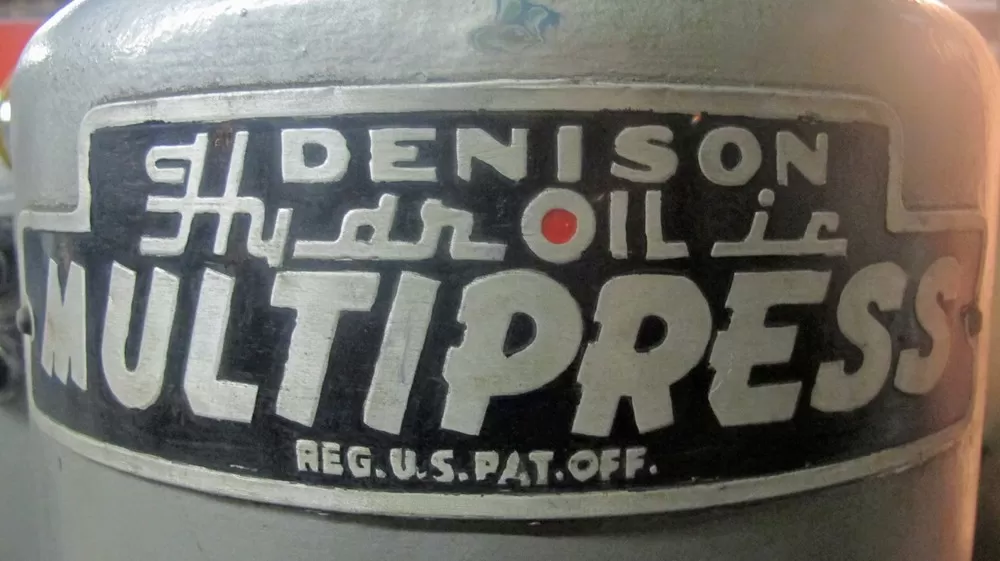 DENISON
HydrOILic
MULTIPRESS
REG. U.S. PAT. OFF.